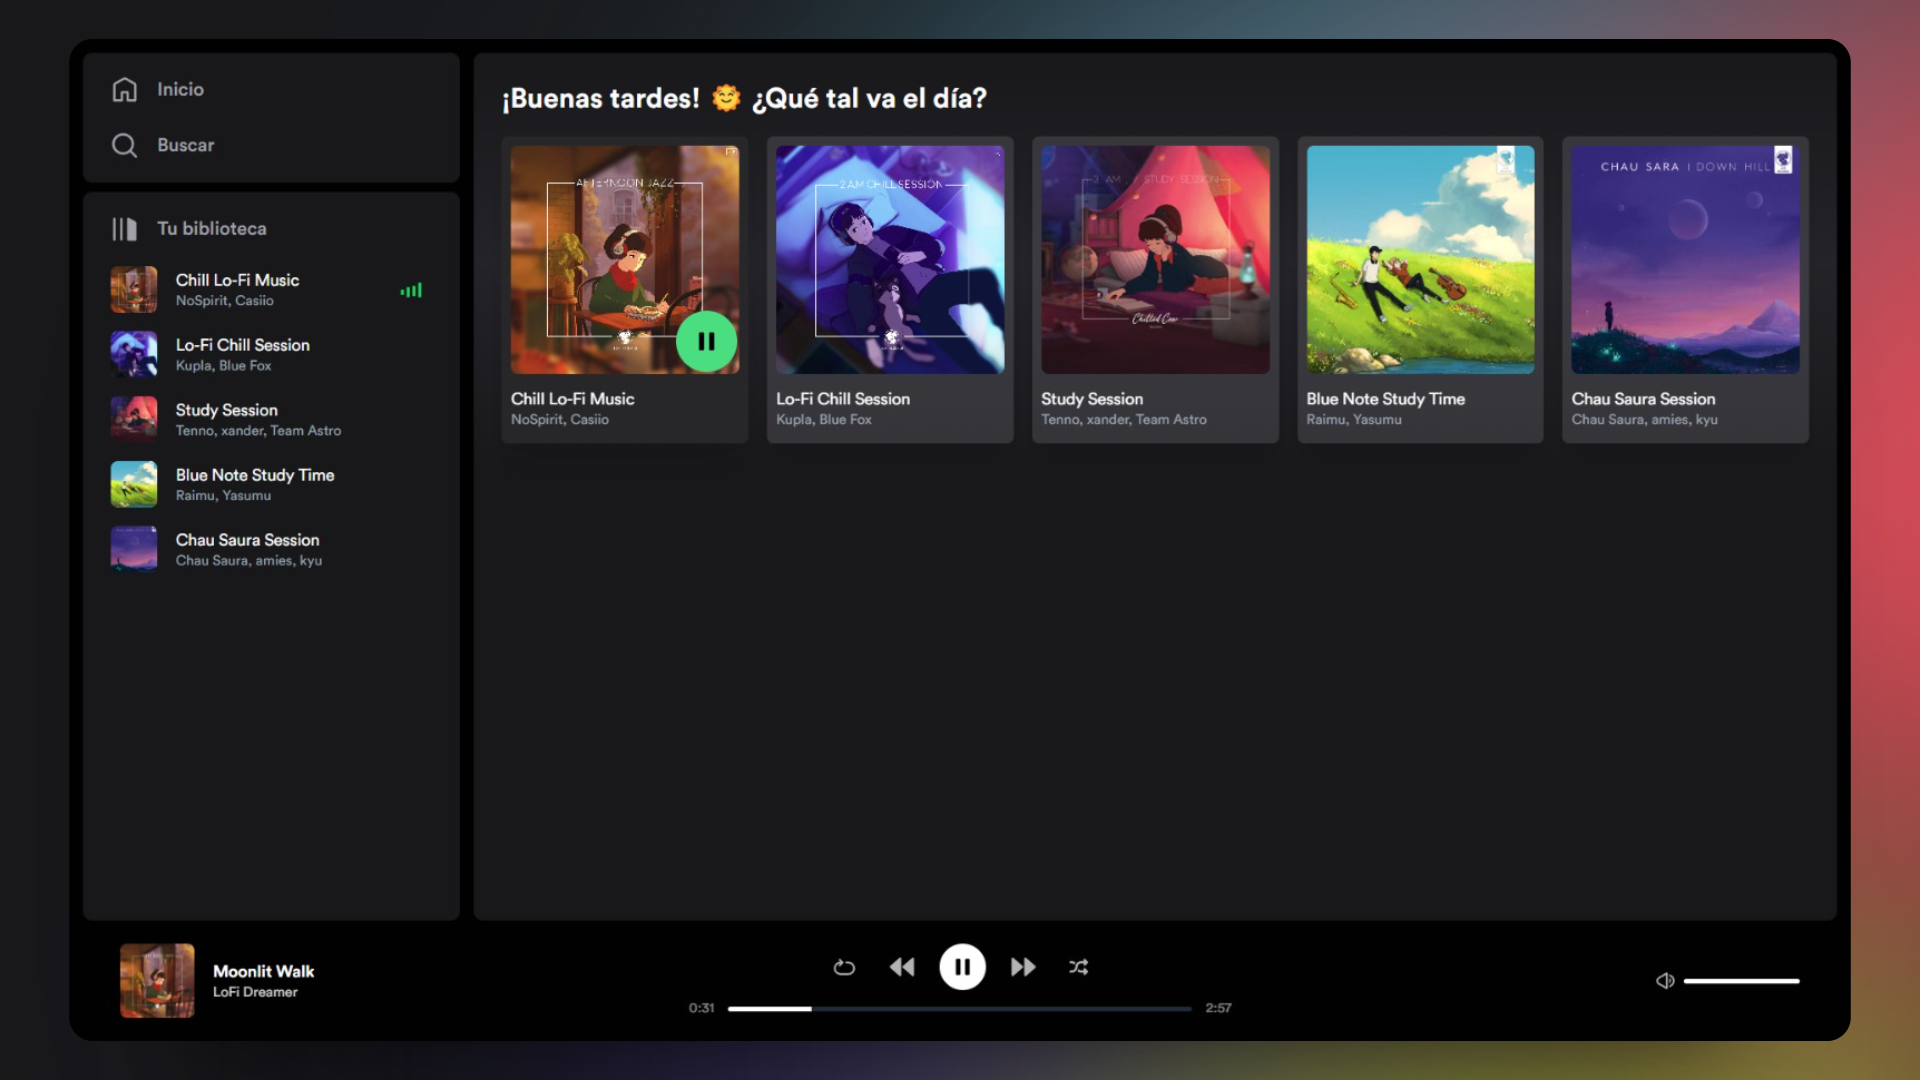 Inicio
Buscar
Tu biblioteca
Chill Lo-Fi Music
NoSpirit, Casiio
Lo-Fi Chill Session
Kupla, Blue Fox
Study Session
Tenno, xander, Team Astro
Blue Note Study Time
Raimu, Yasumu
Chau Saura Session
Chau Saura, amies, kyu
¡Buenas tardes! 🌞 ¿Qué tal va el día?
AFTERNOON JAZZ
Chill Lo-Fi Music
NoSpirit, Casiio
2 AM CHILL SESSION
Lo-Fi Chill Session
Kupla, Blue Fox
3 AM / STUDY SESSION
Chilled Cow
Study Session
Tenno, xander, Team Astro
Blue Note Study Time
Raimu, Yasumu
CHAU SARA | DOWN HILL
Chau Saura Session
Chau Saura, amies, kyu
Moonlit Walk
LoFi Dreamer
0:31
2:57